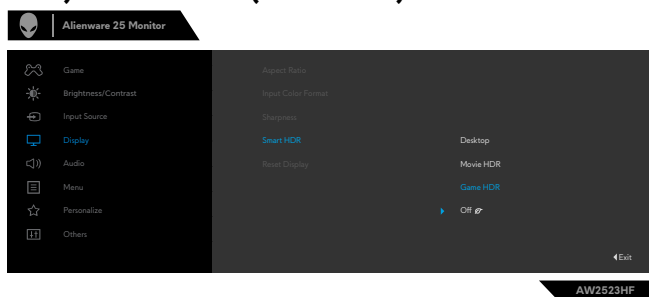 Alienware 25 Monitor
Game
Aspect Ratio
Brightness/Contrast
Input Color Format
Input Source
Sharpness
Display
Smart HDR
Desktop
Audio
Reset Display
Movie HDR
Menu
Game HDR
Personalize
Off
Others
Exit
AW2523HF